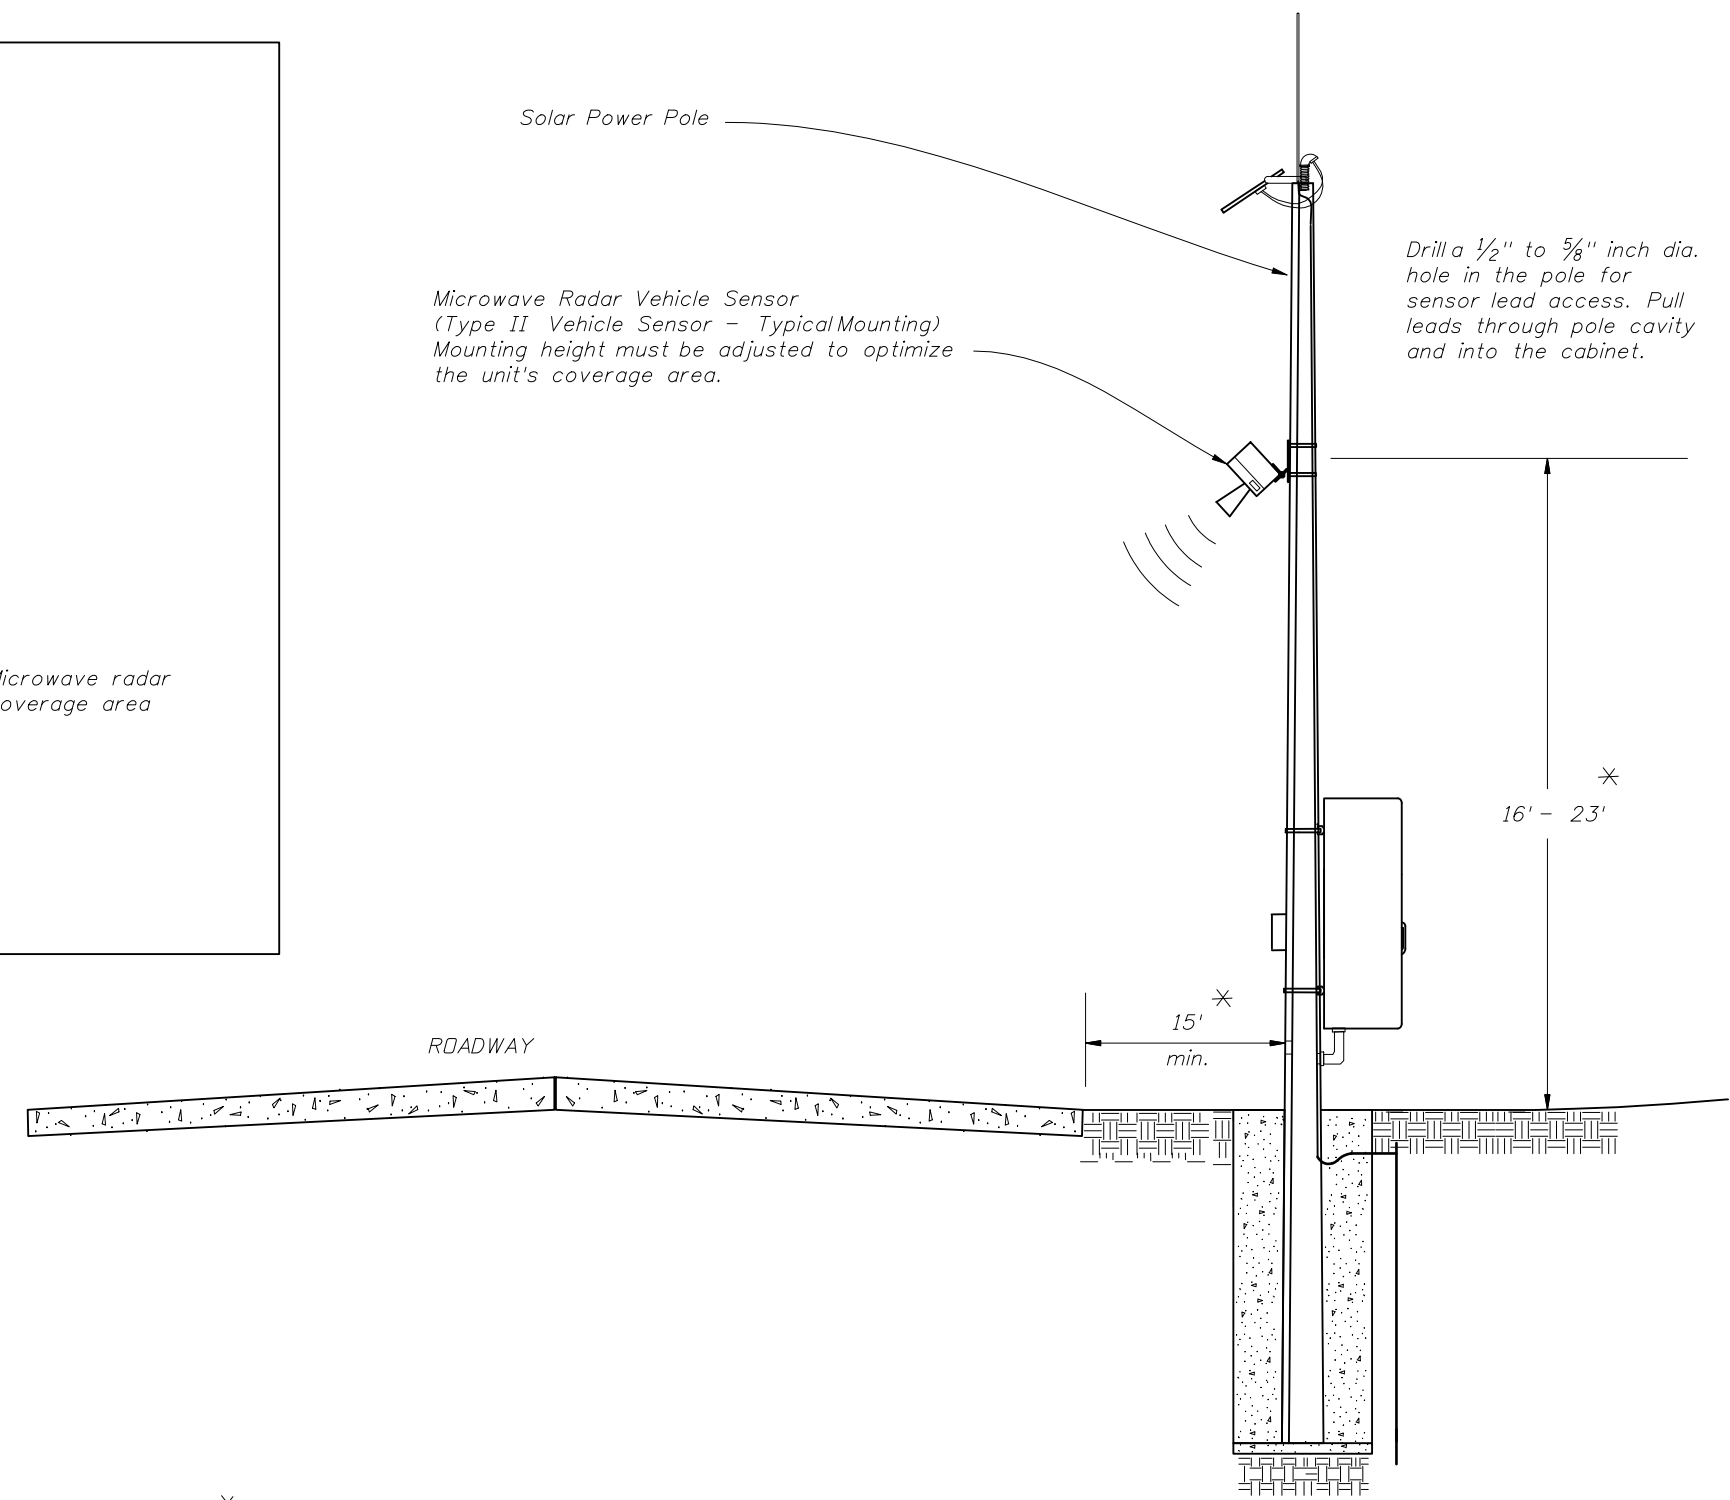 Solar Power Pole
Drill a 1/2" to 5/8" inch dia.
hole in the pole for
sensor lead access. Pull
leads through pole cavity
and into the cabinet.
Microwave Radar Vehicle Sensor
(Type II Vehicle Sensor - Typical Mounting)
Mounting height must be adjusted to optimize
the unit's coverage area.
Microwave radar
coverage area
*
16' - 23'
*
15'
min.
ROADWAY